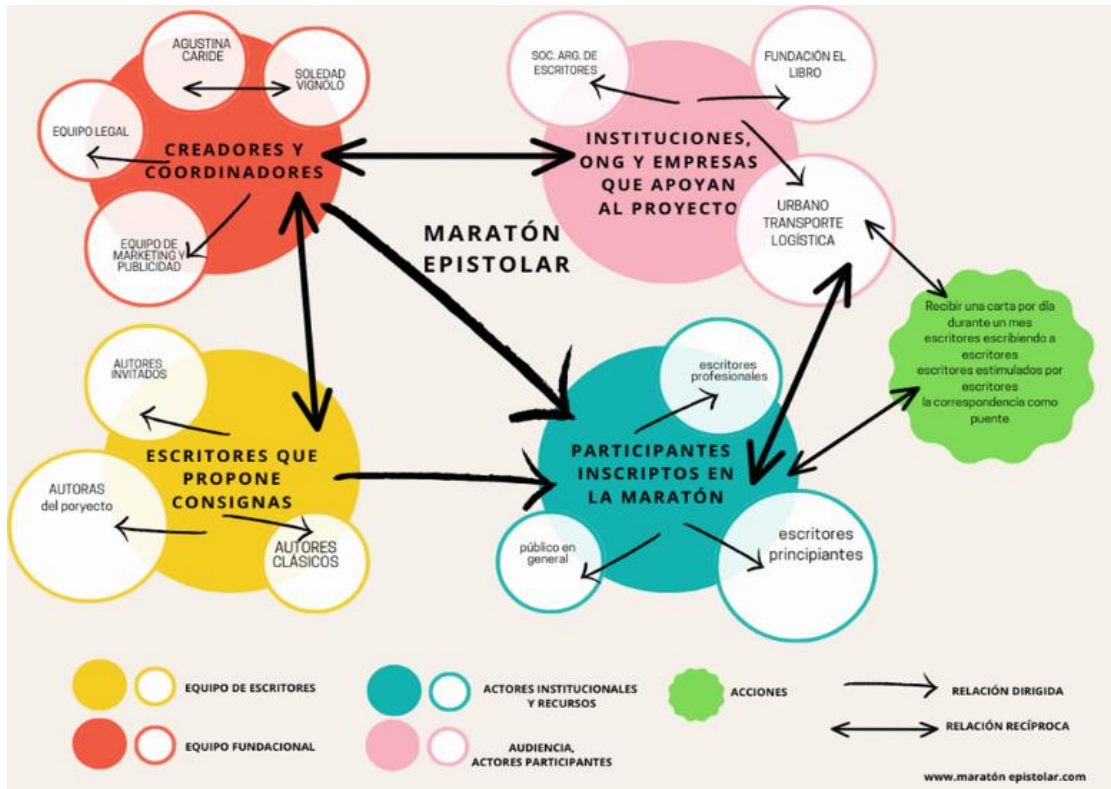 AGUSTINA
CARIDE
SOLEDAD
VIGNOLO
EQUIPO LEGAL
CREADORES Y
COORDINADORES
EQUIPO DE
MARKETING Y
PUBLICIDAD
SOC. ARG. DE
ESCRITORES
FUNDACIÓN EL
LIBRO
INSTITUCIONES,
ONG Y EMPRESAS
QUE APOYAN
AL PROYECTO
URBANO
TRANSPORTE
LOGÍSTICA
MARATÓN
EPISTOLAR
Recibir una carta por día
durante un mes
escritores escribiendo a
escritores
escritores estimulados por
escritores
la correspondencia como
puente
AUTORES
INVITADOS
ESCRITORES QUE
PROPONE
CONSIGNAS
AUTORAS
del poryecto
AUTORES
CLÁSICOS
escritores
profesionales
PARTICIPANTES
INSCRIPTOS EN
LA MARATÓN
público en
general
escritores
principiantes
EQUIPO DE ESCRITORES
EQUIPO FUNDACIONAL
ACTORES INSTITUCIONALES
Y RECURSOS
AUDIENCIA,
ACTORES PARTICIPANTES
ACCIONES
RELACIÓN DIRIGIDA
RELACIÓN RECÍPROCA
www.maratón epistolar.com